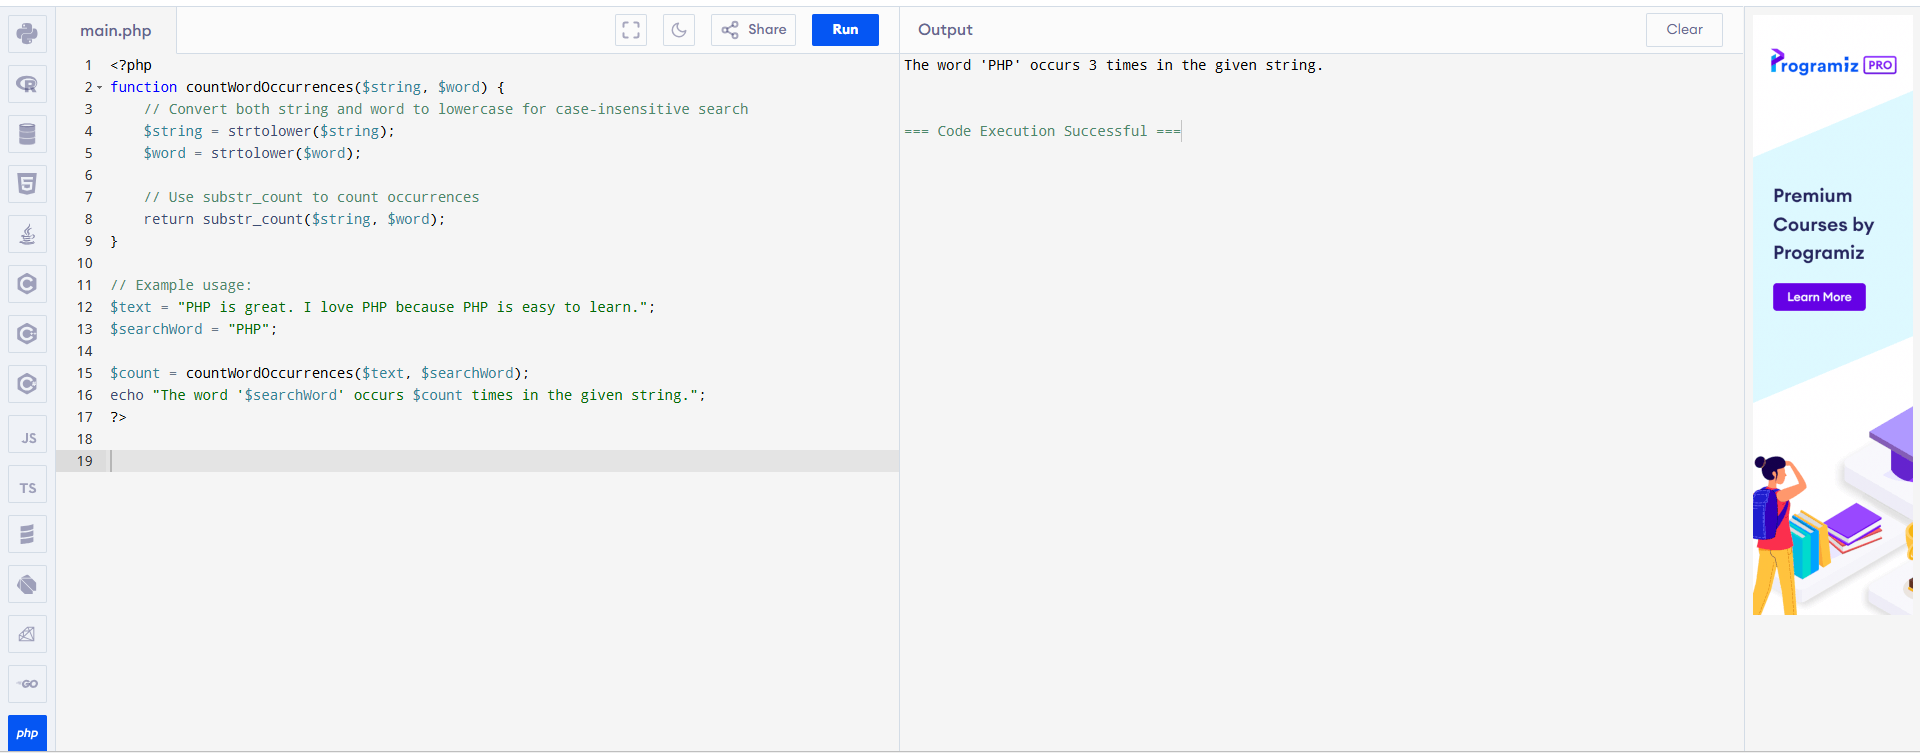 main.php
Share
Run
1 <?php
2 function countWordOccurrences($string, $word) {
3 // Convert both string and word to lowercase for case-insensitive search
4 $string = strtolower($string);
5 $word = strtolower($word);
6
7 // Use substr_count to count occurrences
8 return substr_count($string, $word);
9 }
10
11 // Example usage:
12 $text = "PHP is great. I love PHP because PHP is easy to learn.";
13 $searchWord = "PHP";
14
15 $count = countWordOccurrences($text, $searchWord);
16 echo "The word '$searchWord' occurs $count times in the given string.";
17 ?>
18
19
Output
Clear
The word 'PHP' occurs 3 times in the given string.
=== Code Execution Successful ===
Programiz PRO
Premium
Courses by
Programiz
Learn More
R
5
C
C
C
JS
TS
GO
php